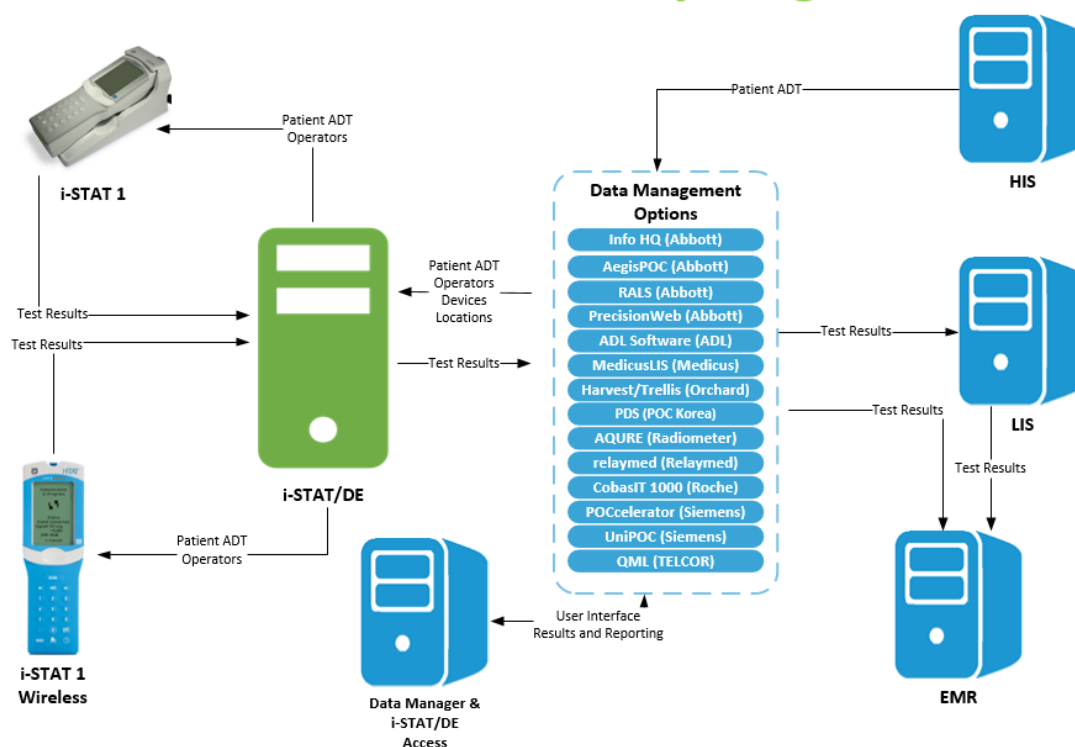 Patient ADT
HIS
Patient ADT
Operators
i-STAT 1
Data Management
Options
Info HQ (Abbott)
AegisPOC (Abbott)
RALS (Abbott)
PrecisionWeb (Abbott)
ADL Software (ADL)
MedicusLIS (Medicus)
Harvest/Trellis (Orchard)
PDS (POC Korea)
AQURE (Radiometer)
relaymed (Relaymed)
CobasIT 1000 (Roche)
POCcelerator (Siemens)
UniPOC (Siemens)
QML (TELCOR)
Patient ADT
Operators
Devices
Locations
Test Results
Test Results
Test Results
Test Results
Test Results
LIS
Test Results
i-STAT/DE
Patient ADT
Operators
User Interface
Results and Reporting
i-STAT 1
Wireless
Data Manager &
i-STAT/DE
Access
EMR